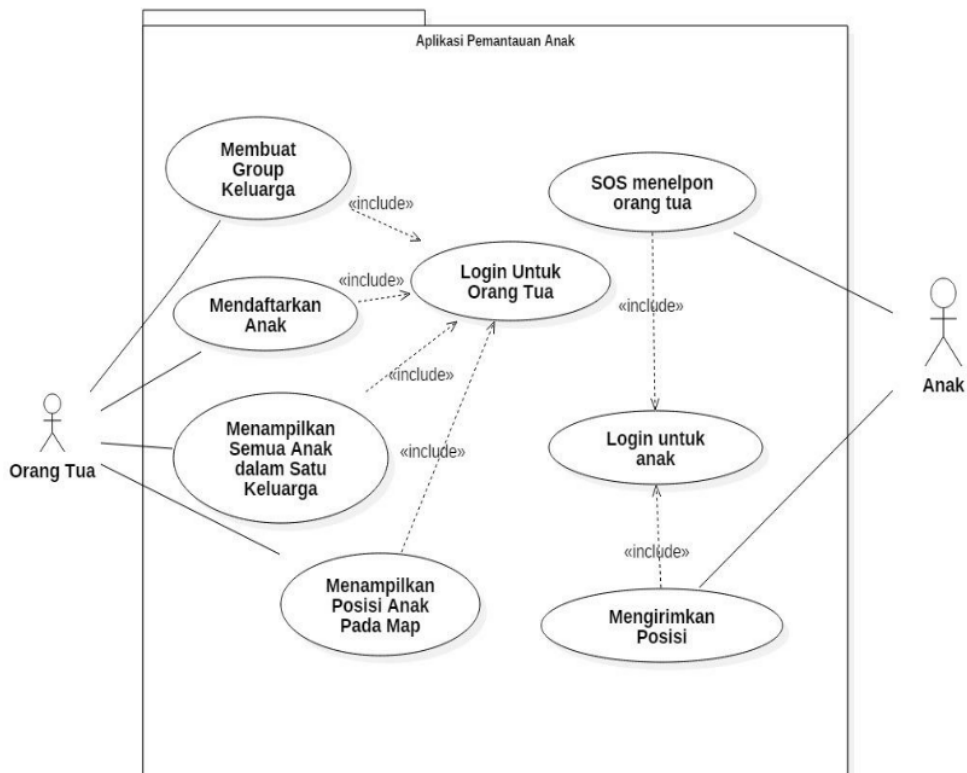 Aplikasi Pemantauan Anak
Membuat
Group
Keluarga
«include»
SOS menelpon
orang tua
Login Untuk
Orang Tua
«include»
Mendaftarkan
Anak
«include»
«include»
Menampilkan
Semua Anak
dalam Satu
Keluarga
«include»
Login untuk
anak
Orang Tua
Anak
Menampilkan
Posisi Anak
Pada Map
«include»
Mengirimkan
Posisi